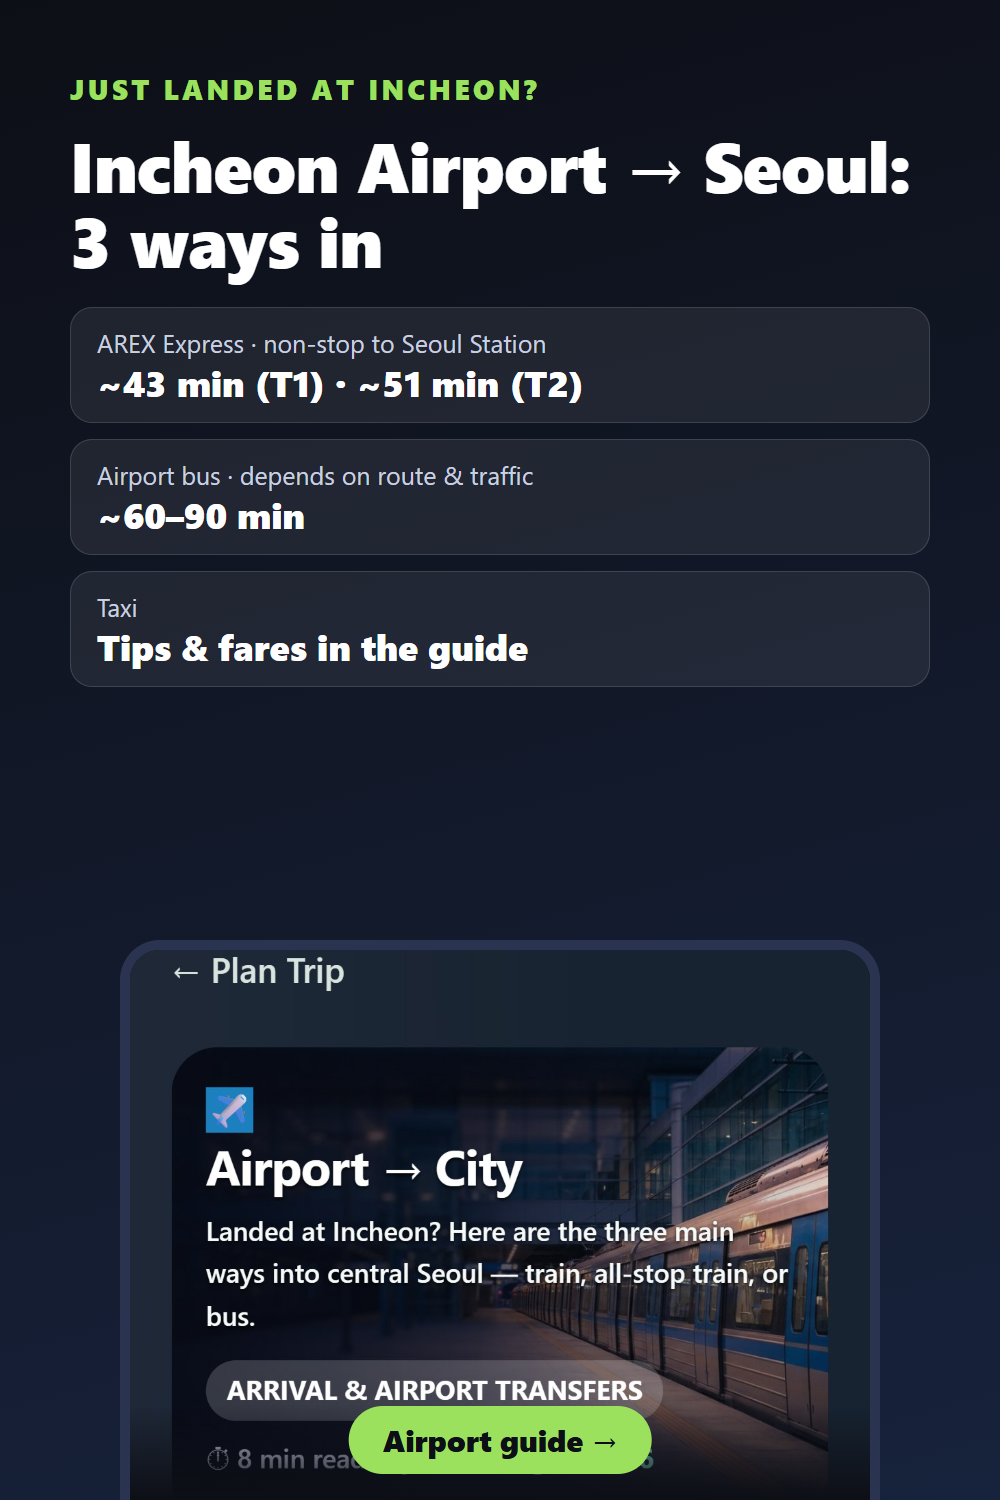 JUST LANDED AT INCHEON?
Incheon Airport → Seoul:
3 ways in
AREX Express · non-stop to Seoul Station
~43 min (T1) · ~51 min (T2)
Airport bus · depends on route & traffic
~60–90 min
Taxi
Tips & fares in the guide
← Plan Trip
Airport → City
Landed at Incheon? Here are the three main
ways into central Seoul — train, all-stop train, or
bus.
ARRIVAL & AIRPORT TRANSFERS
Airport guide →
8 min read